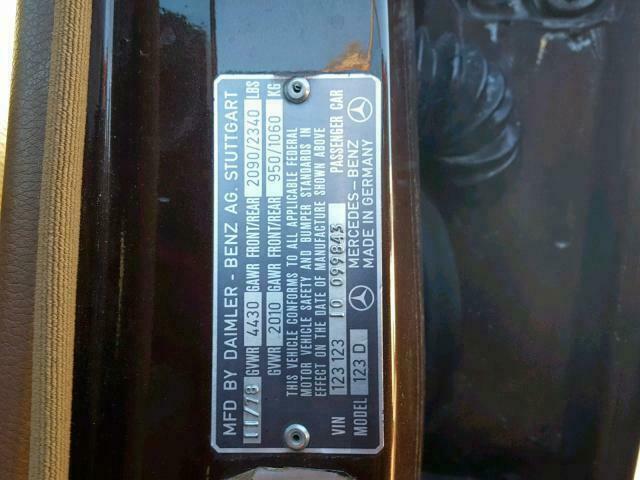 MFD BY DAIMLER - BENZ AG. STUTTGART
11/78 GVWR 4430 GAWR FRONT/REAR 2090/2340 LBS
GVWR 2010 GAWR FRONT/REAR 950/1060 KG
THIS VEHICLE CONFORMS TO ALL APPLICABLE FEDERAL
MOTOR VEHICLE SAFETY AND BUMPER STANDARDS IN
EFFECT ON THE DATE OF MANUFACTURE SHOWN ABOVE
VIN 123 123 10 099843 PASSENGER CAR
MODEL 123 D MERCEDES-BENZ
MADE IN GERMANY